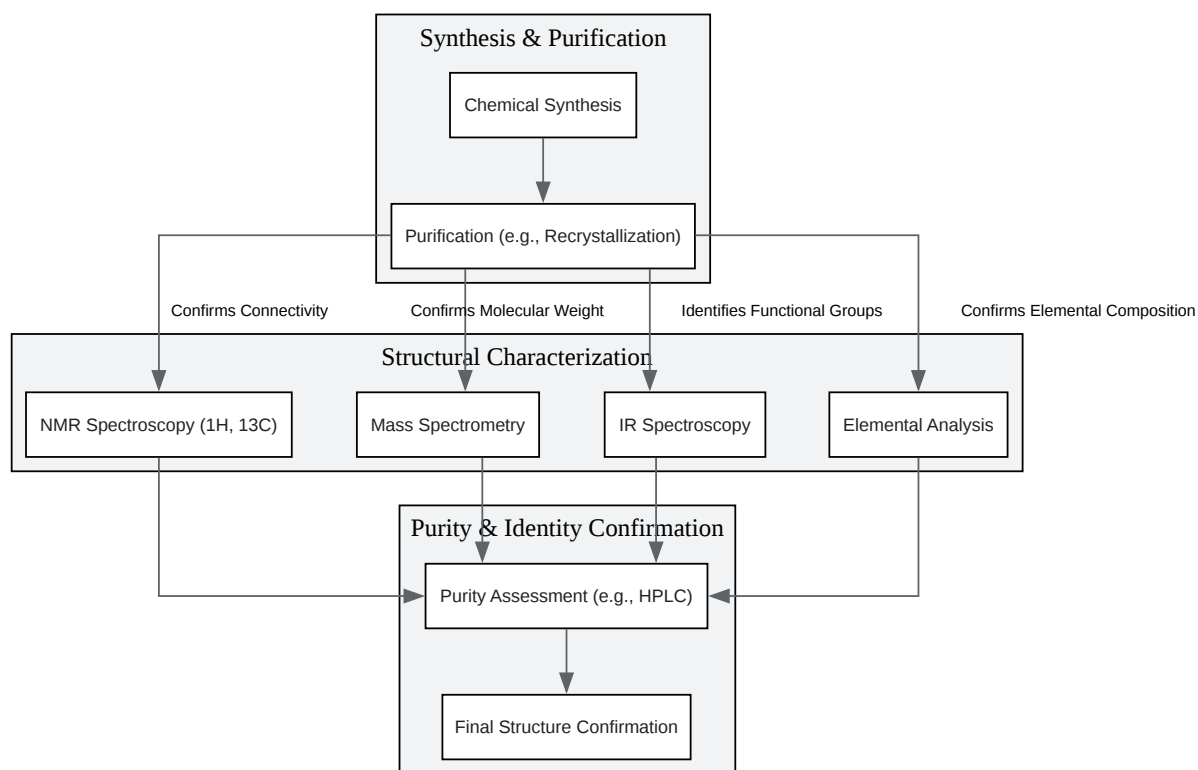 Synthesis & Purification
Chemical Synthesis
Purification (e.g., Recrystallization)
Confirms Connectivity
Confirms Molecular Weight
Identifies Functional Groups
Confirms Elemental Composition
Structural Characterization
NMR Spectroscopy (1H, 13C)
Mass Spectrometry
IR Spectroscopy
Elemental Analysis
Purity & Identity Confirmation
Purity Assessment (e.g., HPLC)
Final Structure Confirmation